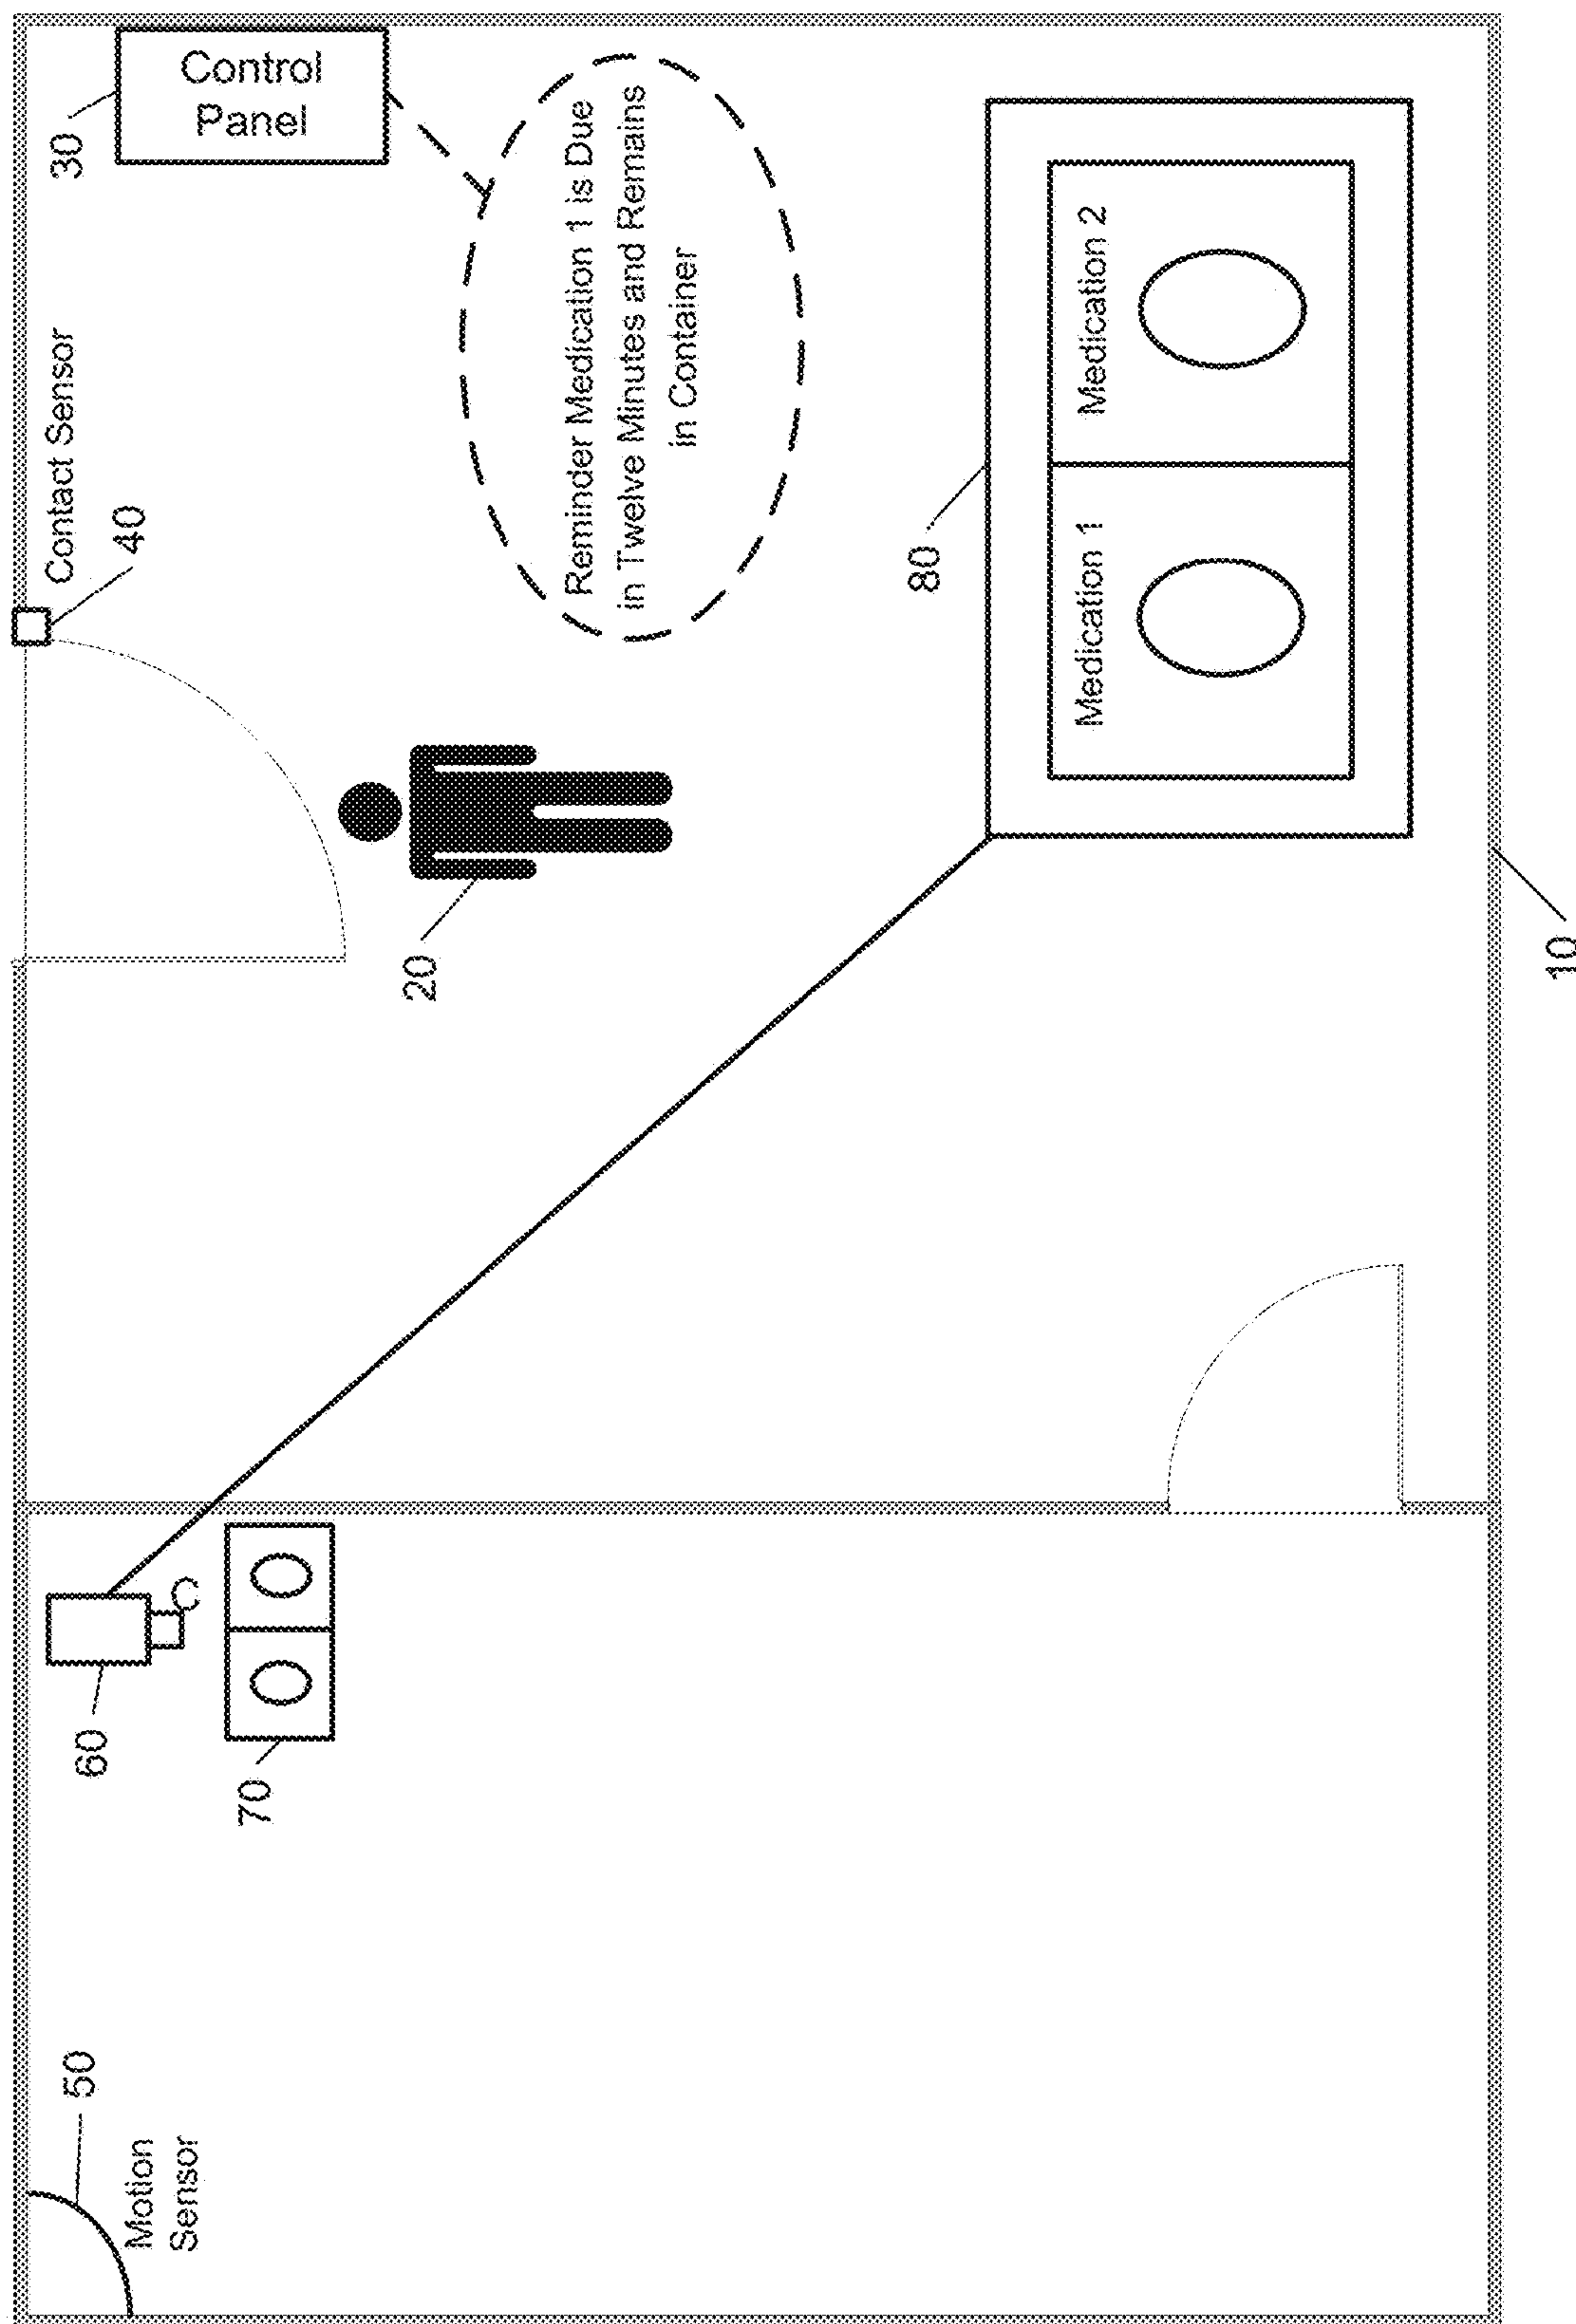 Control
Panel
30
Contact Sensor
40
Reminder Medication 1 is Due
in Twelve Minutes and Remains
in Container
20
80
Medication 1
Medication 2
10
60
C
70
50
Motion
Sensor